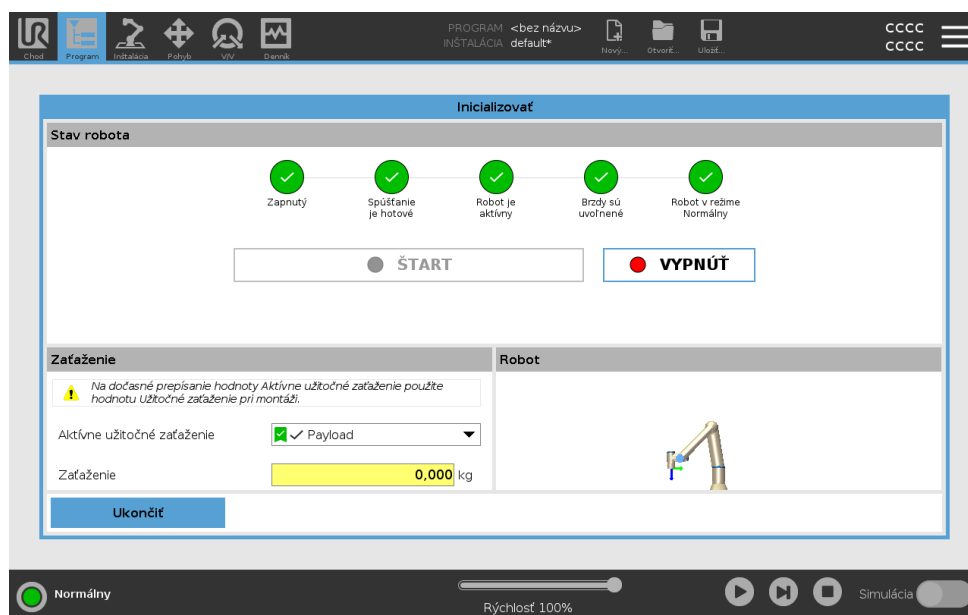 UR
PROGRAM <bez názvu>
INŠTALÁCIA default*
CCCC
CCCC
Chod Program Inštalácia Pohyb V/V Denník Nový... Otvoriť... Uložiť...
Inicializovať
Stav robota
Zapnutý
Spúšťanie
je hotové
Robot je
aktívny
Brzdy sú
uvoľnené
Robot v režime
Normálny
ŠTART
VYPNÚŤ
Zaťaženie
Robot
Na dočasné prepísanie hodnoty Aktívne užitočné zaťaženie použite
hodnotu Užitočné zaťaženie pri montáži.
Aktívne užitočné zaťaženie
Payload
Zaťaženie
0,000 kg
Ukončiť
Normálny
Rýchlosť 100%
Simulácia